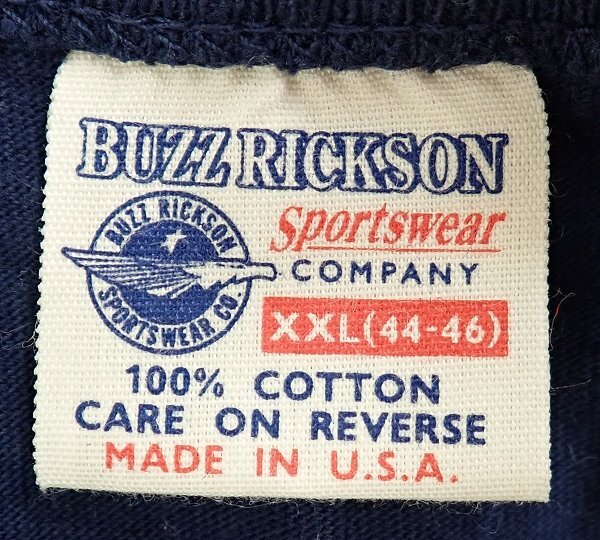 BUZZ RICKSON
BUZZ RICKSON
SPORTSWEAR CO.
Sportswear
COMPANY
XXL(44-46)
100% COTTON
CARE ON REVERSE
MADE IN U.S.A.